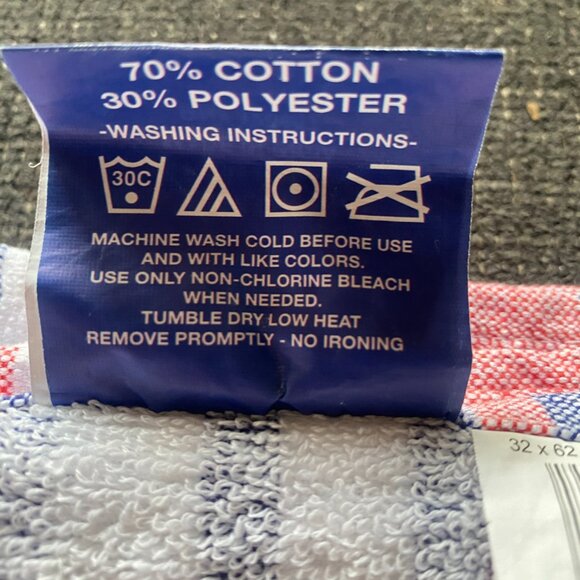 70% COTTON
30% POLYESTER
-WASHING INSTRUCTIONS-
30C
MACHINE WASH COLD BEFORE USE
AND WITH LIKE COLORS.
USE ONLY NON-CHLORINE BLEACH
WHEN NEEDED.
TUMBLE DRY LOW HEAT
REMOVE PROMPTLY - NO IRONING
32 x 62